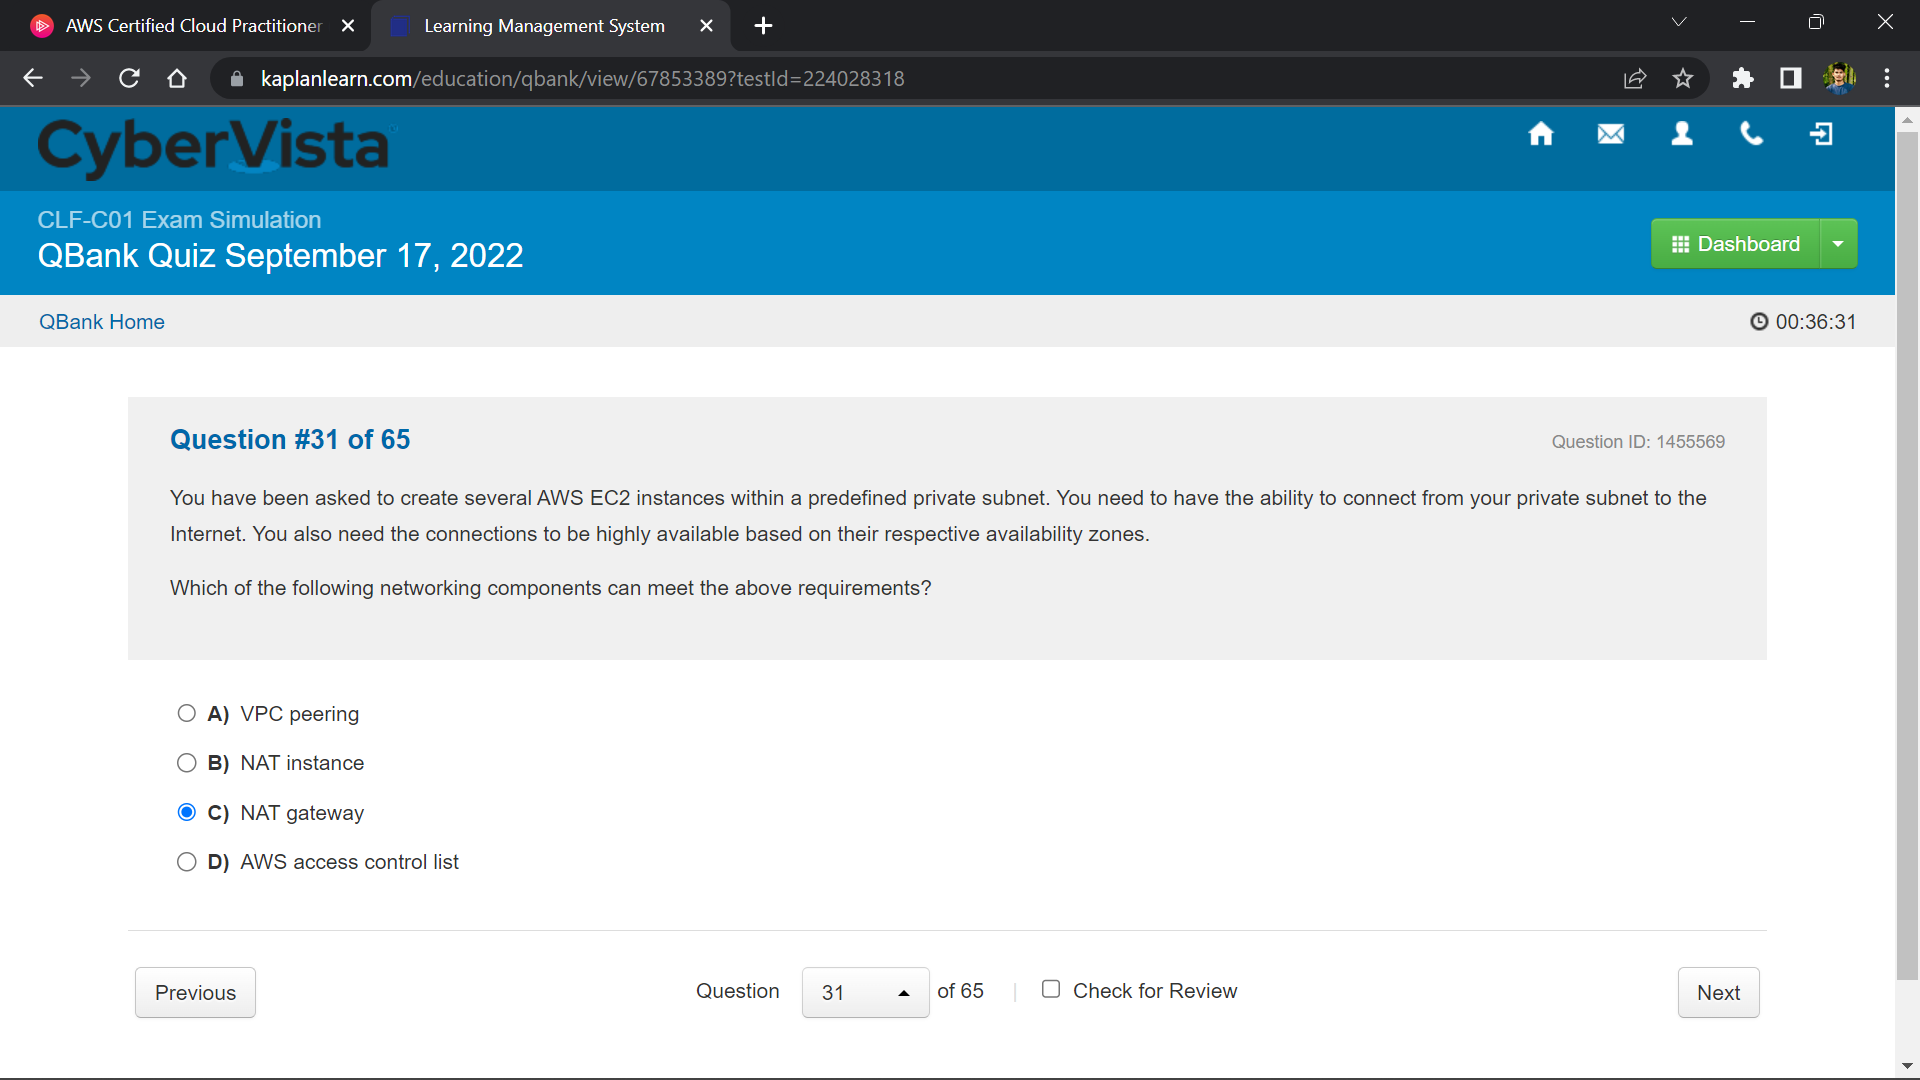 AWS Certified Cloud Practitioner
Learning Management System
kaplanlearn.com/education/qbank/view/67853389?testId=224028318
CyberVista
CLF-C01 Exam Simulation
QBank Quiz September 17, 2022
Dashboard
QBank Home
00:36:31
Question #31 of 65
Question ID: 1455569
You have been asked to create several AWS EC2 instances within a predefined private subnet. You need to have the ability to connect from your private subnet to the
Internet. You also need the connections to be highly available based on their respective availability zones.
Which of the following networking components can meet the above requirements?
A) VPC peering
B) NAT instance
C) NAT gateway
D) AWS access control list
Previous
Question 31 of 65 | Check for Review
Next